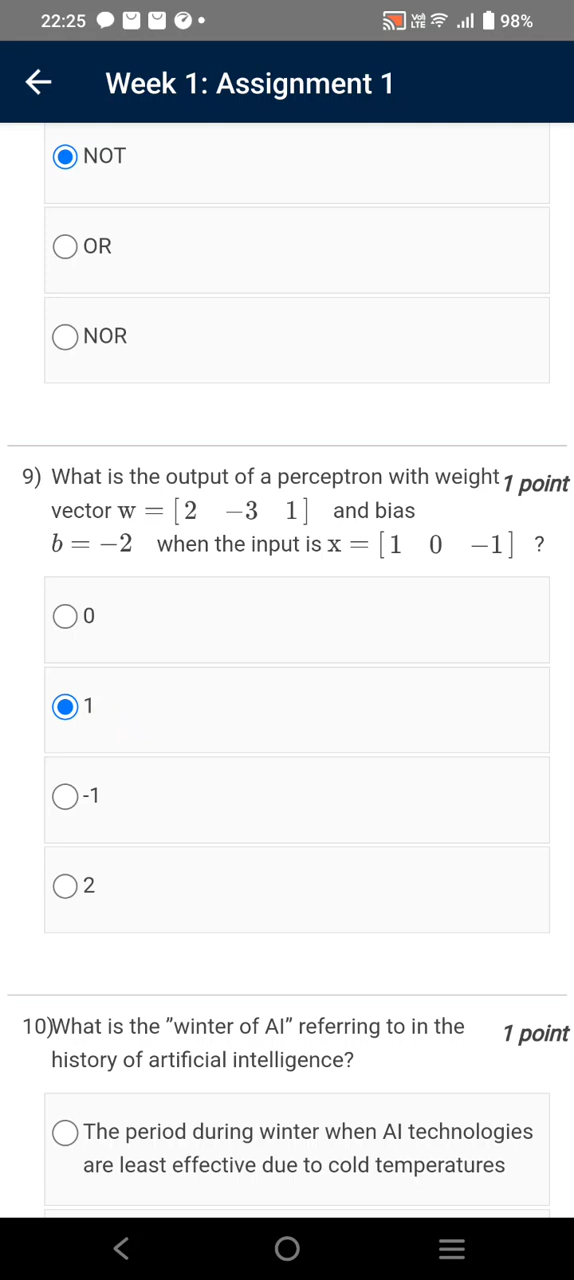 22:25
Vo)
LTE
98%
Week 1: Assignment 1
NOT
OR
NOR
9) What is the output of a perceptron with weight 1 point
vector w = [2 −3 1] and bias
b = −2 when the input is x = [1 0 −1] ?
0
1
-1
2
10)What is the ”winter of AI” referring to in the 1 point
history of artificial intelligence?
The period during winter when AI technologies
are least effective due to cold temperatures